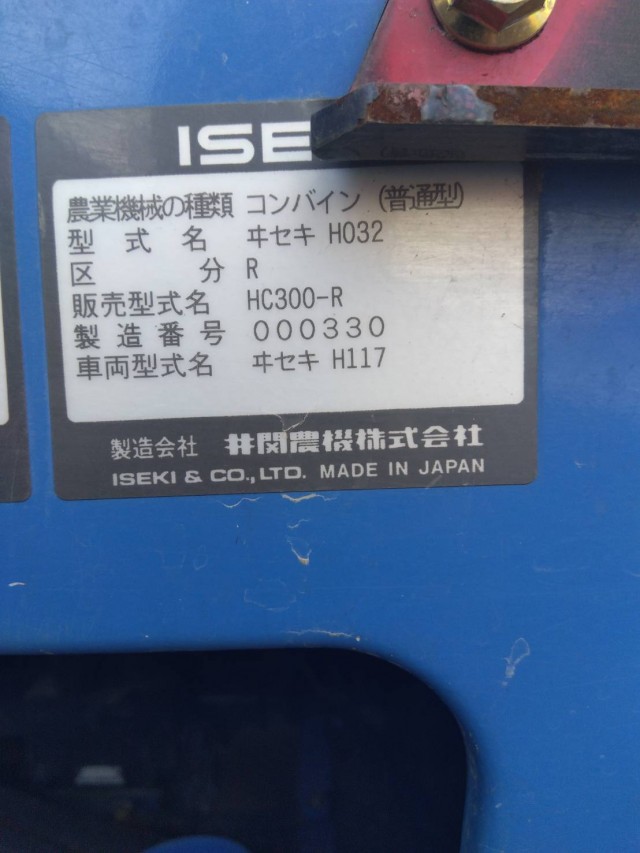 ISE
農業機械の種類 コンバイン (普通型)
型式名 ヰセキ H032
区分 R
販売型式名 HC300-R
製造番号 000330
車両型式名 ヰセキ H117
製造会社 井関農機株式会社
ISEKI & CO.,LTD. MADE IN JAPAN